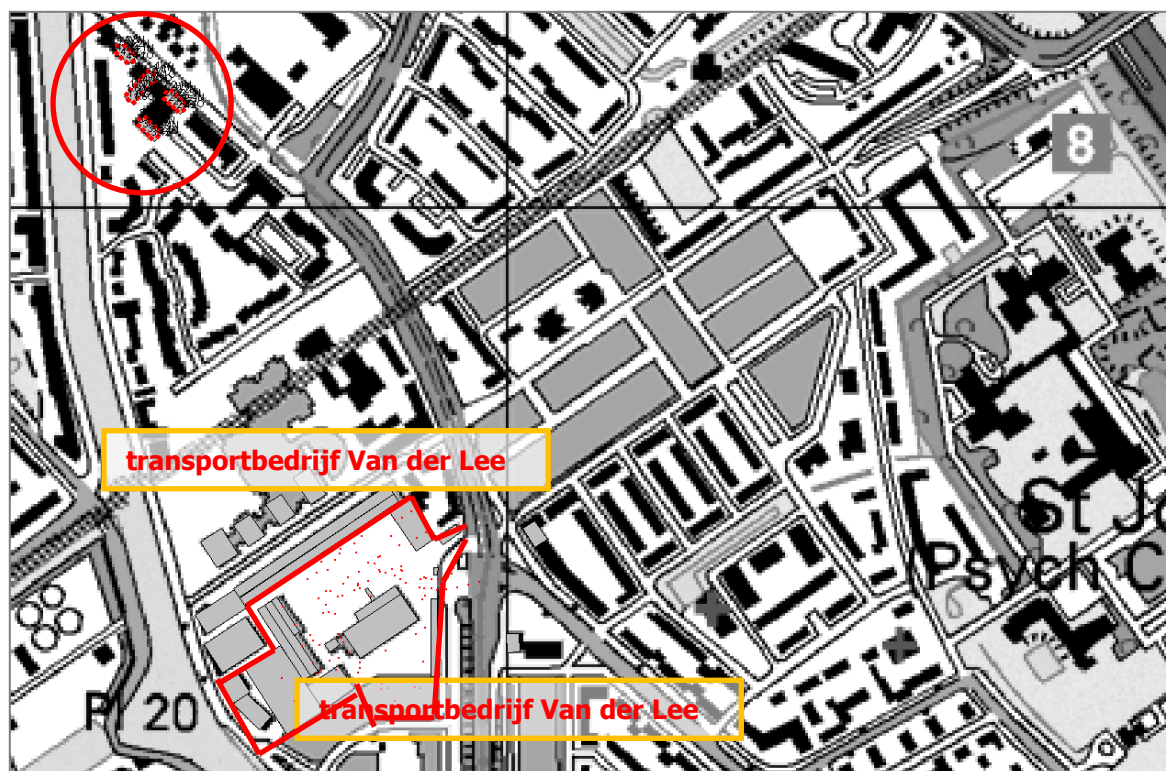 8
transportbedrijf Van der Lee
St Jo
Psych C
transportbedrijf Van der Lee
Pl 20